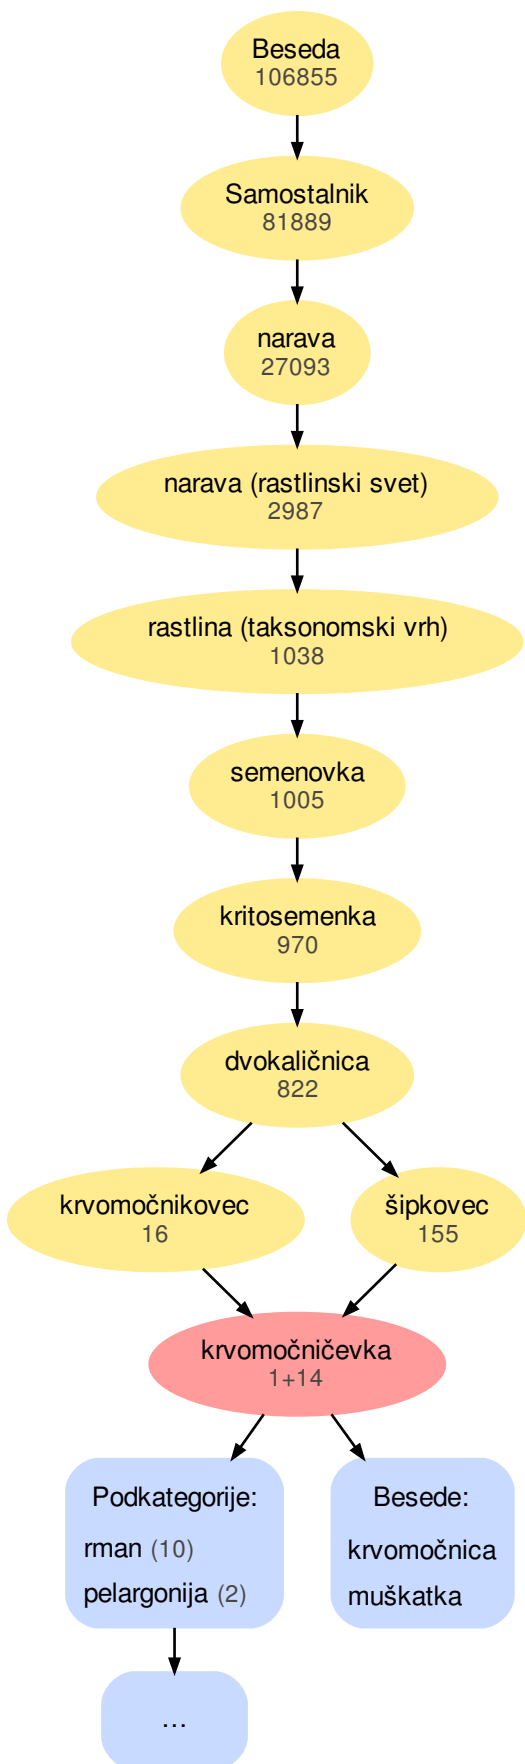 Beseda
106855
Samostalnik
81889
narava
27093
narava (rastlinski svet)
2987
rastlina (taksonomski vrh)
1038
semenovka
1005
kritosemenka
970
dvokaličnica
822
krvomočnikovec
16
šipkovec
155
krvomočničevka
1+14
Podkategorije:
rman (10)
pelargonija (2)
Besede:
krvomočnica
muškatka
...